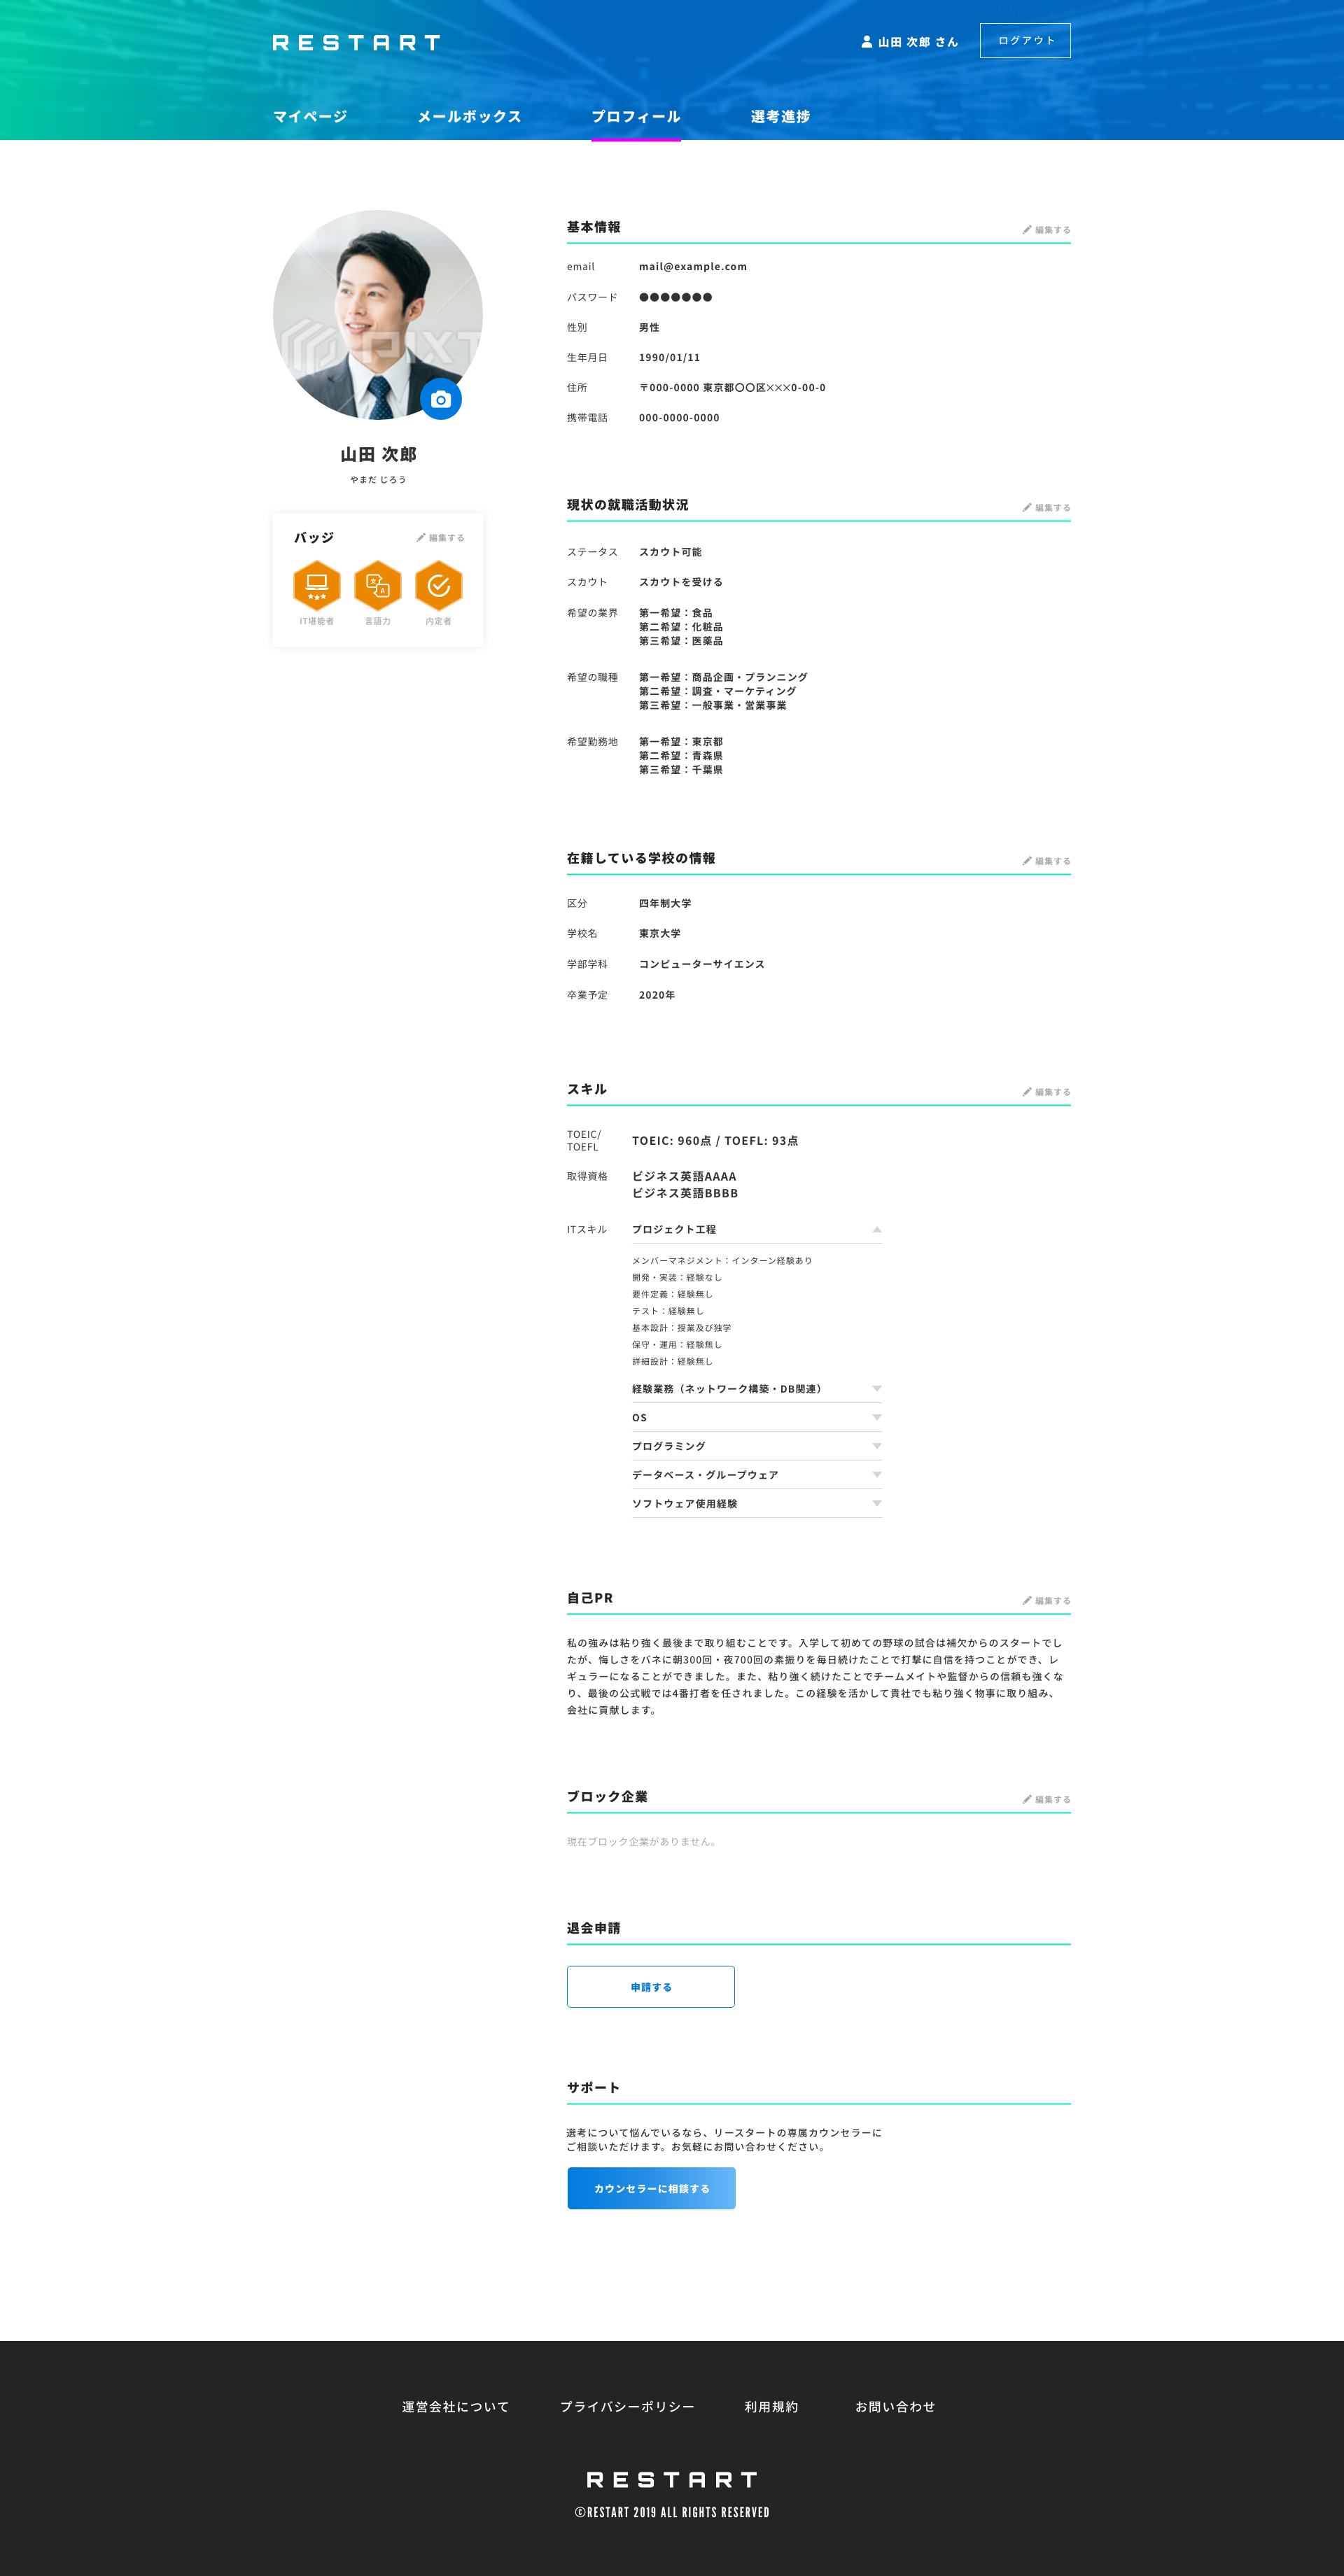 RESTART
山田 次郎 さん
ログアウト
マイページ
メールボックス
プロフィール
選考進捗
PIXT
山田 次郎
やまだ じろう
バッジ
編集する
IT堪能者
言語力
内定者
基本情報
編集する
email
mail@example.com
パスワード
●●●●●●●
性別
男性
生年月日
1990/01/11
住所
〒000-0000 東京都〇〇区×××0-00-0
携帯電話
000-0000-0000
現状の就職活動状況
編集する
ステータス
スカウト可能
スカウト
スカウトを受ける
希望の業界
第一希望：食品
第二希望：化粧品
第三希望：医薬品
希望の職種
第一希望：商品企画・プランニング
第二希望：調査・マーケティング
第三希望：一般事業・営業事業
希望勤務地
第一希望：東京都
第二希望：青森県
第三希望：千葉県
在籍している学校の情報
編集する
区分
四年制大学
学校名
東京大学
学部学科
コンピューターサイエンス
卒業予定
2020年
スキル
編集する
TOEIC/
TOEFL
TOEIC: 960点 / TOEFL: 93点
取得資格
ビジネス英語AAAA
ビジネス英語BBBB
ITスキル
プロジェクト工程
メンバーマネジメント：インターン経験あり
開発・実装：経験なし
要件定義：経験無し
テスト：経験無し
基本設計：授業及び独学
保守・運用：経験無し
詳細設計：経験無し
経験業務（ネットワーク構築・DB関連）
OS
プログラミング
データベース・グループウェア
ソフトウェア使用経験
自己PR
編集する
私の強みは粘り強く最後まで取り組むことです。入学して初めての野球の試合は補欠からのスタートでし
たが、悔しさをバネに朝300回・夜700回の素振りを毎日続けたことで打撃に自信を持つことができ、レ
ギュラーになることができました。また、粘り強く続けたことでチームメイトや監督からの信頼も強くな
り、最後の公式戦では4番打者を任されました。この経験を活かして貴社でも粘り強く物事に取り組み、
会社に貢献します。
ブロック企業
編集する
現在ブロック企業がありません。
退会申請
申請する
サポート
選考について悩んでいるなら、リースタートの専属カウンセラーに
ご相談いただけます。お気軽にお問い合わせください。
カウンセラーに相談する
運営会社について
プライバシーポリシー
利用規約
お問い合わせ
RESTART
©RESTART 2019 ALL RIGHTS RESERVED